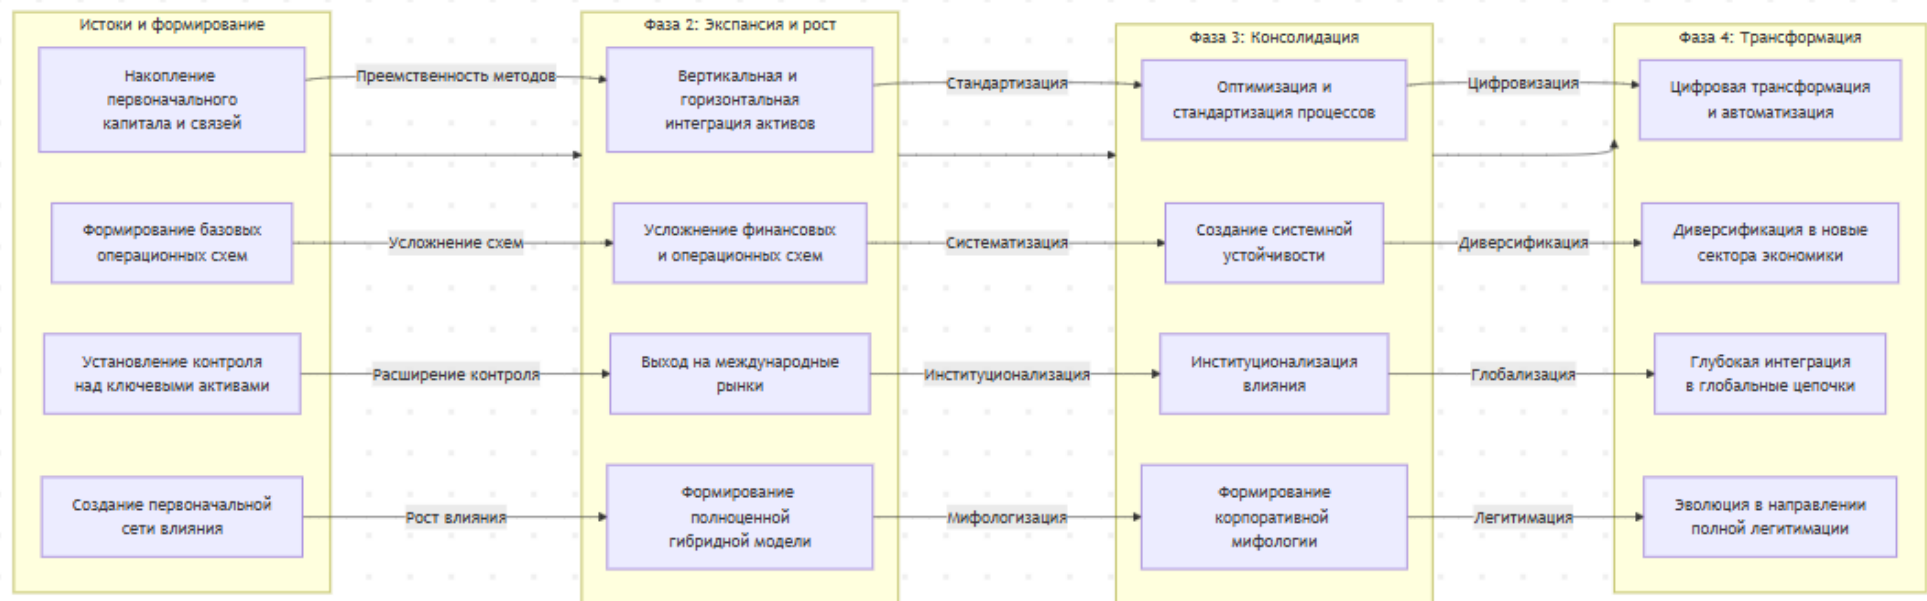 Истоки и формирование
Накопление
первоначального
капитала и связей
Формирование базовых
операционных схем
Установление контроля
над ключевыми активами
Создание первоначальной
сети влияния
Преемственность методов
Усложнение схем
Расширение контроля
Рост влияния
Фаза 2: Экспансия и рост
Вертикальная и
горизонтальная
интеграция активов
Усложнение финансовых
и операционных схем
Выход на международные
рынки
Формирование
полноценной
гибридной модели
Стандартизация
Систематизация
Институционализация
Мифологизация
Фаза 3: Консолидация
Оптимизация и
стандартизация процессов
Создание системной
устойчивости
Институционализация
влияния
Формирование
корпоративной
мифологии
Цифровизация
Диверсификация
Глобализация
Легитимация
Фаза 4: Трансформация
Цифровая трансформация
и автоматизация
Диверсификация в новые
сектора экономики
Глубокая интеграция
в глобальные цепочки
Эволюция в направлении
полной легитимации